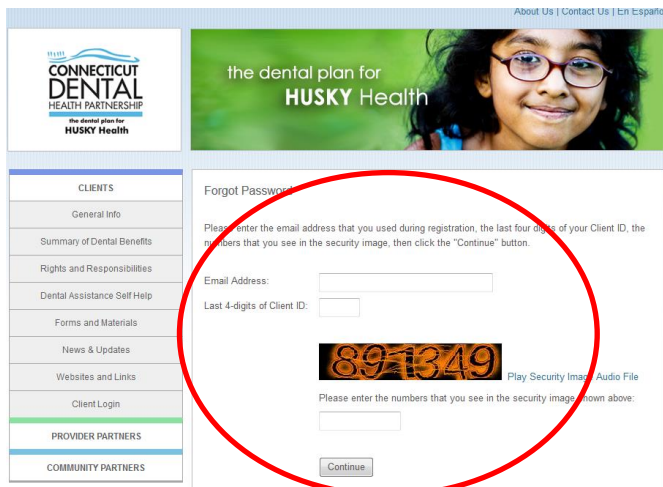 About Us | Contact Us | En Españo
CONNECTICUT
DENTAL
HEALTH PARTNERSHIP
the dental plan for
HUSKY Health
the dental plan for
HUSKY Health
CLIENTS
General Info
Summary of Dental Benefits
Rights and Responsibilities
Dental Assistance Self Help
Forms and Materials
News & Updates
Websites and Links
Client Login
PROVIDER PARTNERS
COMMUNITY PARTNERS
Forgot Password
Please enter the email address that you used during registration, the last four digits of your Client ID, the
numbers that you see in the security image, then click the "Continue" button.
Email Address:
Last 4-digits of Client ID:
891349
Play Security Image Audio File
Please enter the numbers that you see in the security image shown above:
Continue